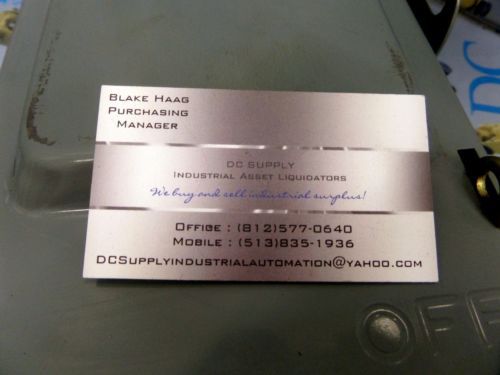 Blake Haag
Purchasing
Manager
DC Supply
Industrial Asset Liquidators
We buy and sell industrial surplus!
Office : (812)577-0640
Mobile : (513)835-1936
DCSupplyindustrialautomation@yahoo.com
OFF
DC